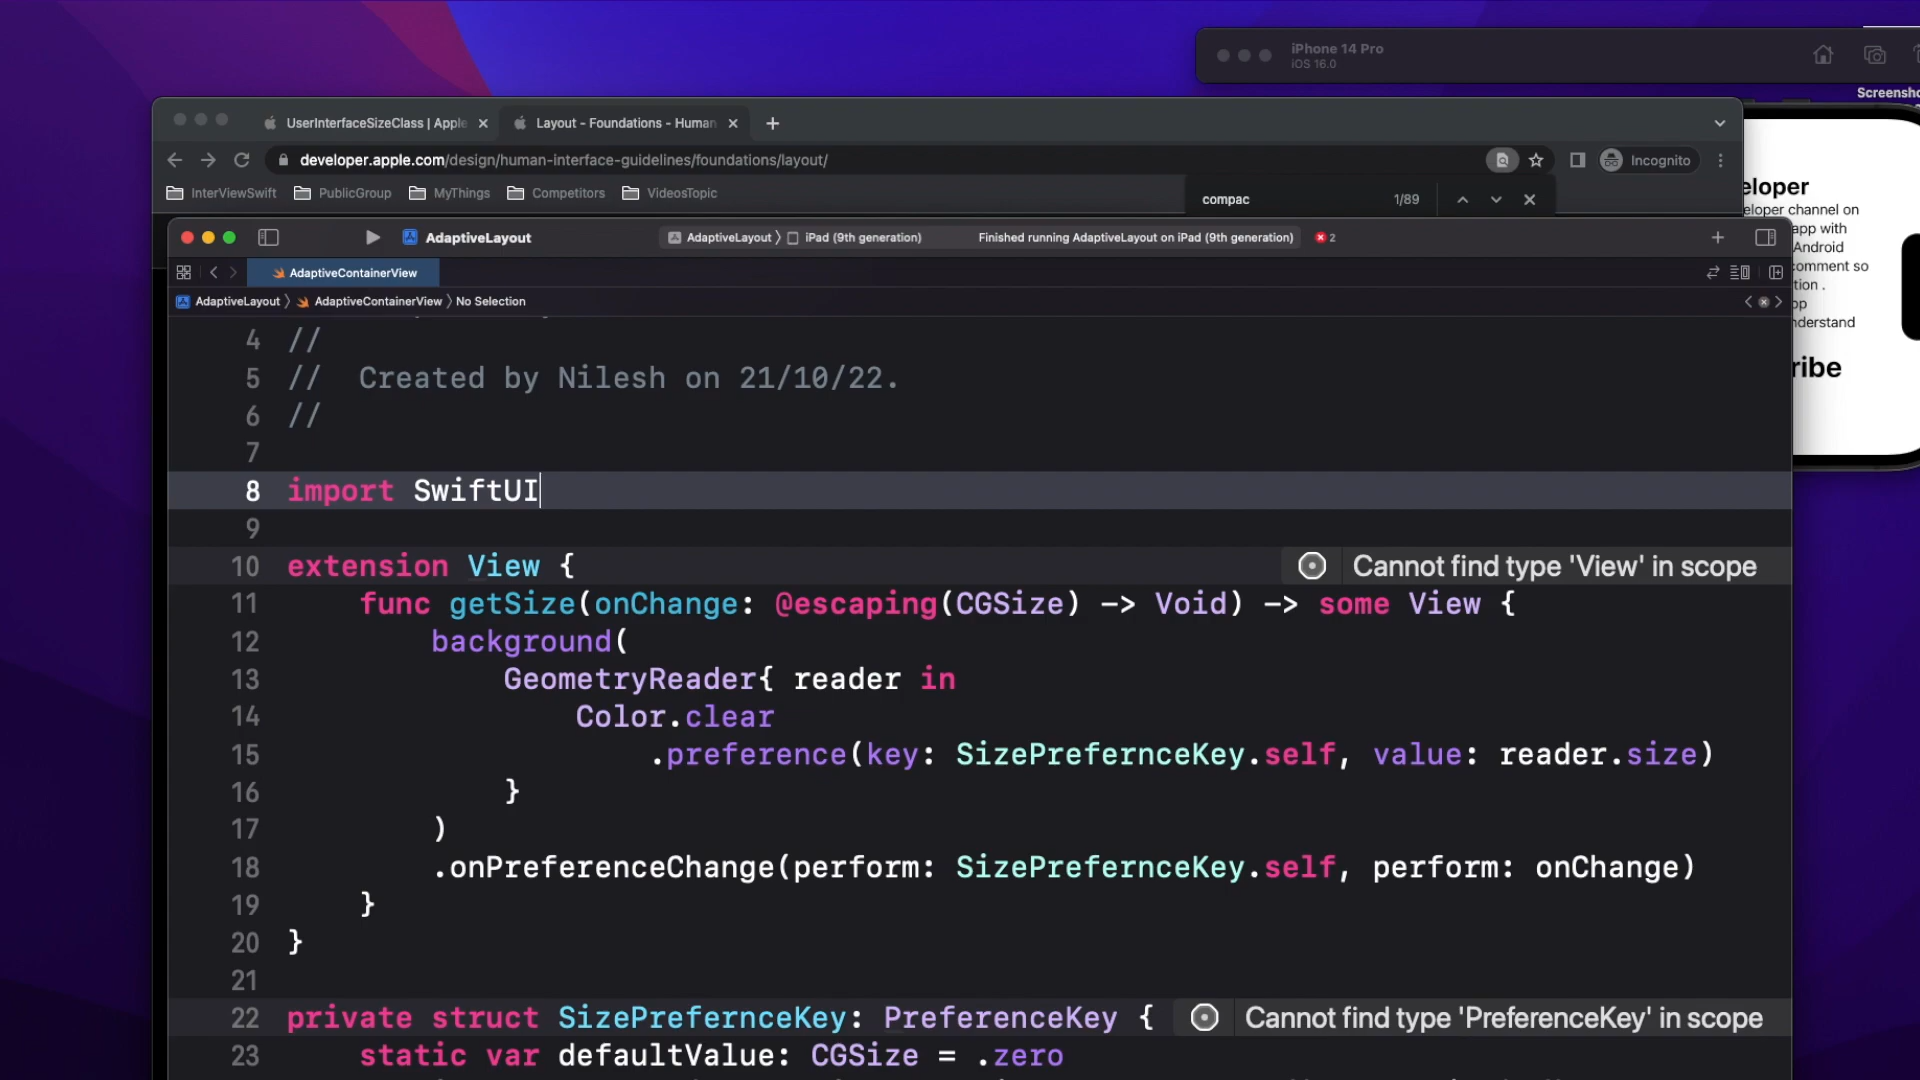 iPhone 14 Pro
iOS 16.0
Screensho
UserInterfaceSizeClass | Apple
Layout - Foundations - Human
developer.apple.com/design/human-interface-guidelines/foundations/layout/
Incognito
InterViewSwift
PublicGroup
MyThings
Competitors
VideosTopic
compac
1/89
eloper
eloper channel on
app with
Android
comment so
tion .
op
nderstand
ribe
AdaptiveLayout
AdaptiveLayout
iPad (9th generation)
Finished running AdaptiveLayout on iPad (9th generation)
2
AdaptiveContainerView
AdaptiveLayout
AdaptiveContainerView
No Selection
4 //
5 //  Created by Nilesh on 21/10/22.
6 //
7
8 import SwiftUI
9
10 extension View {
Cannot find type 'View' in scope
11     func getSize(onChange: @escaping(CGSize) -> Void) -> some View {
12         background(
13             GeometryReader{ reader in
14                 Color.clear
15                     .preference(key: SizePrefernceKey.self, value: reader.size)
16             }
17         )
18         .onPreferenceChange(perform: SizePrefernceKey.self, perform: onChange)
19     }
20 }
21
22 private struct SizePrefernceKey: PreferenceKey {
Cannot find type 'PreferenceKey' in scope
23     static var defaultValue: CGSize = .zero